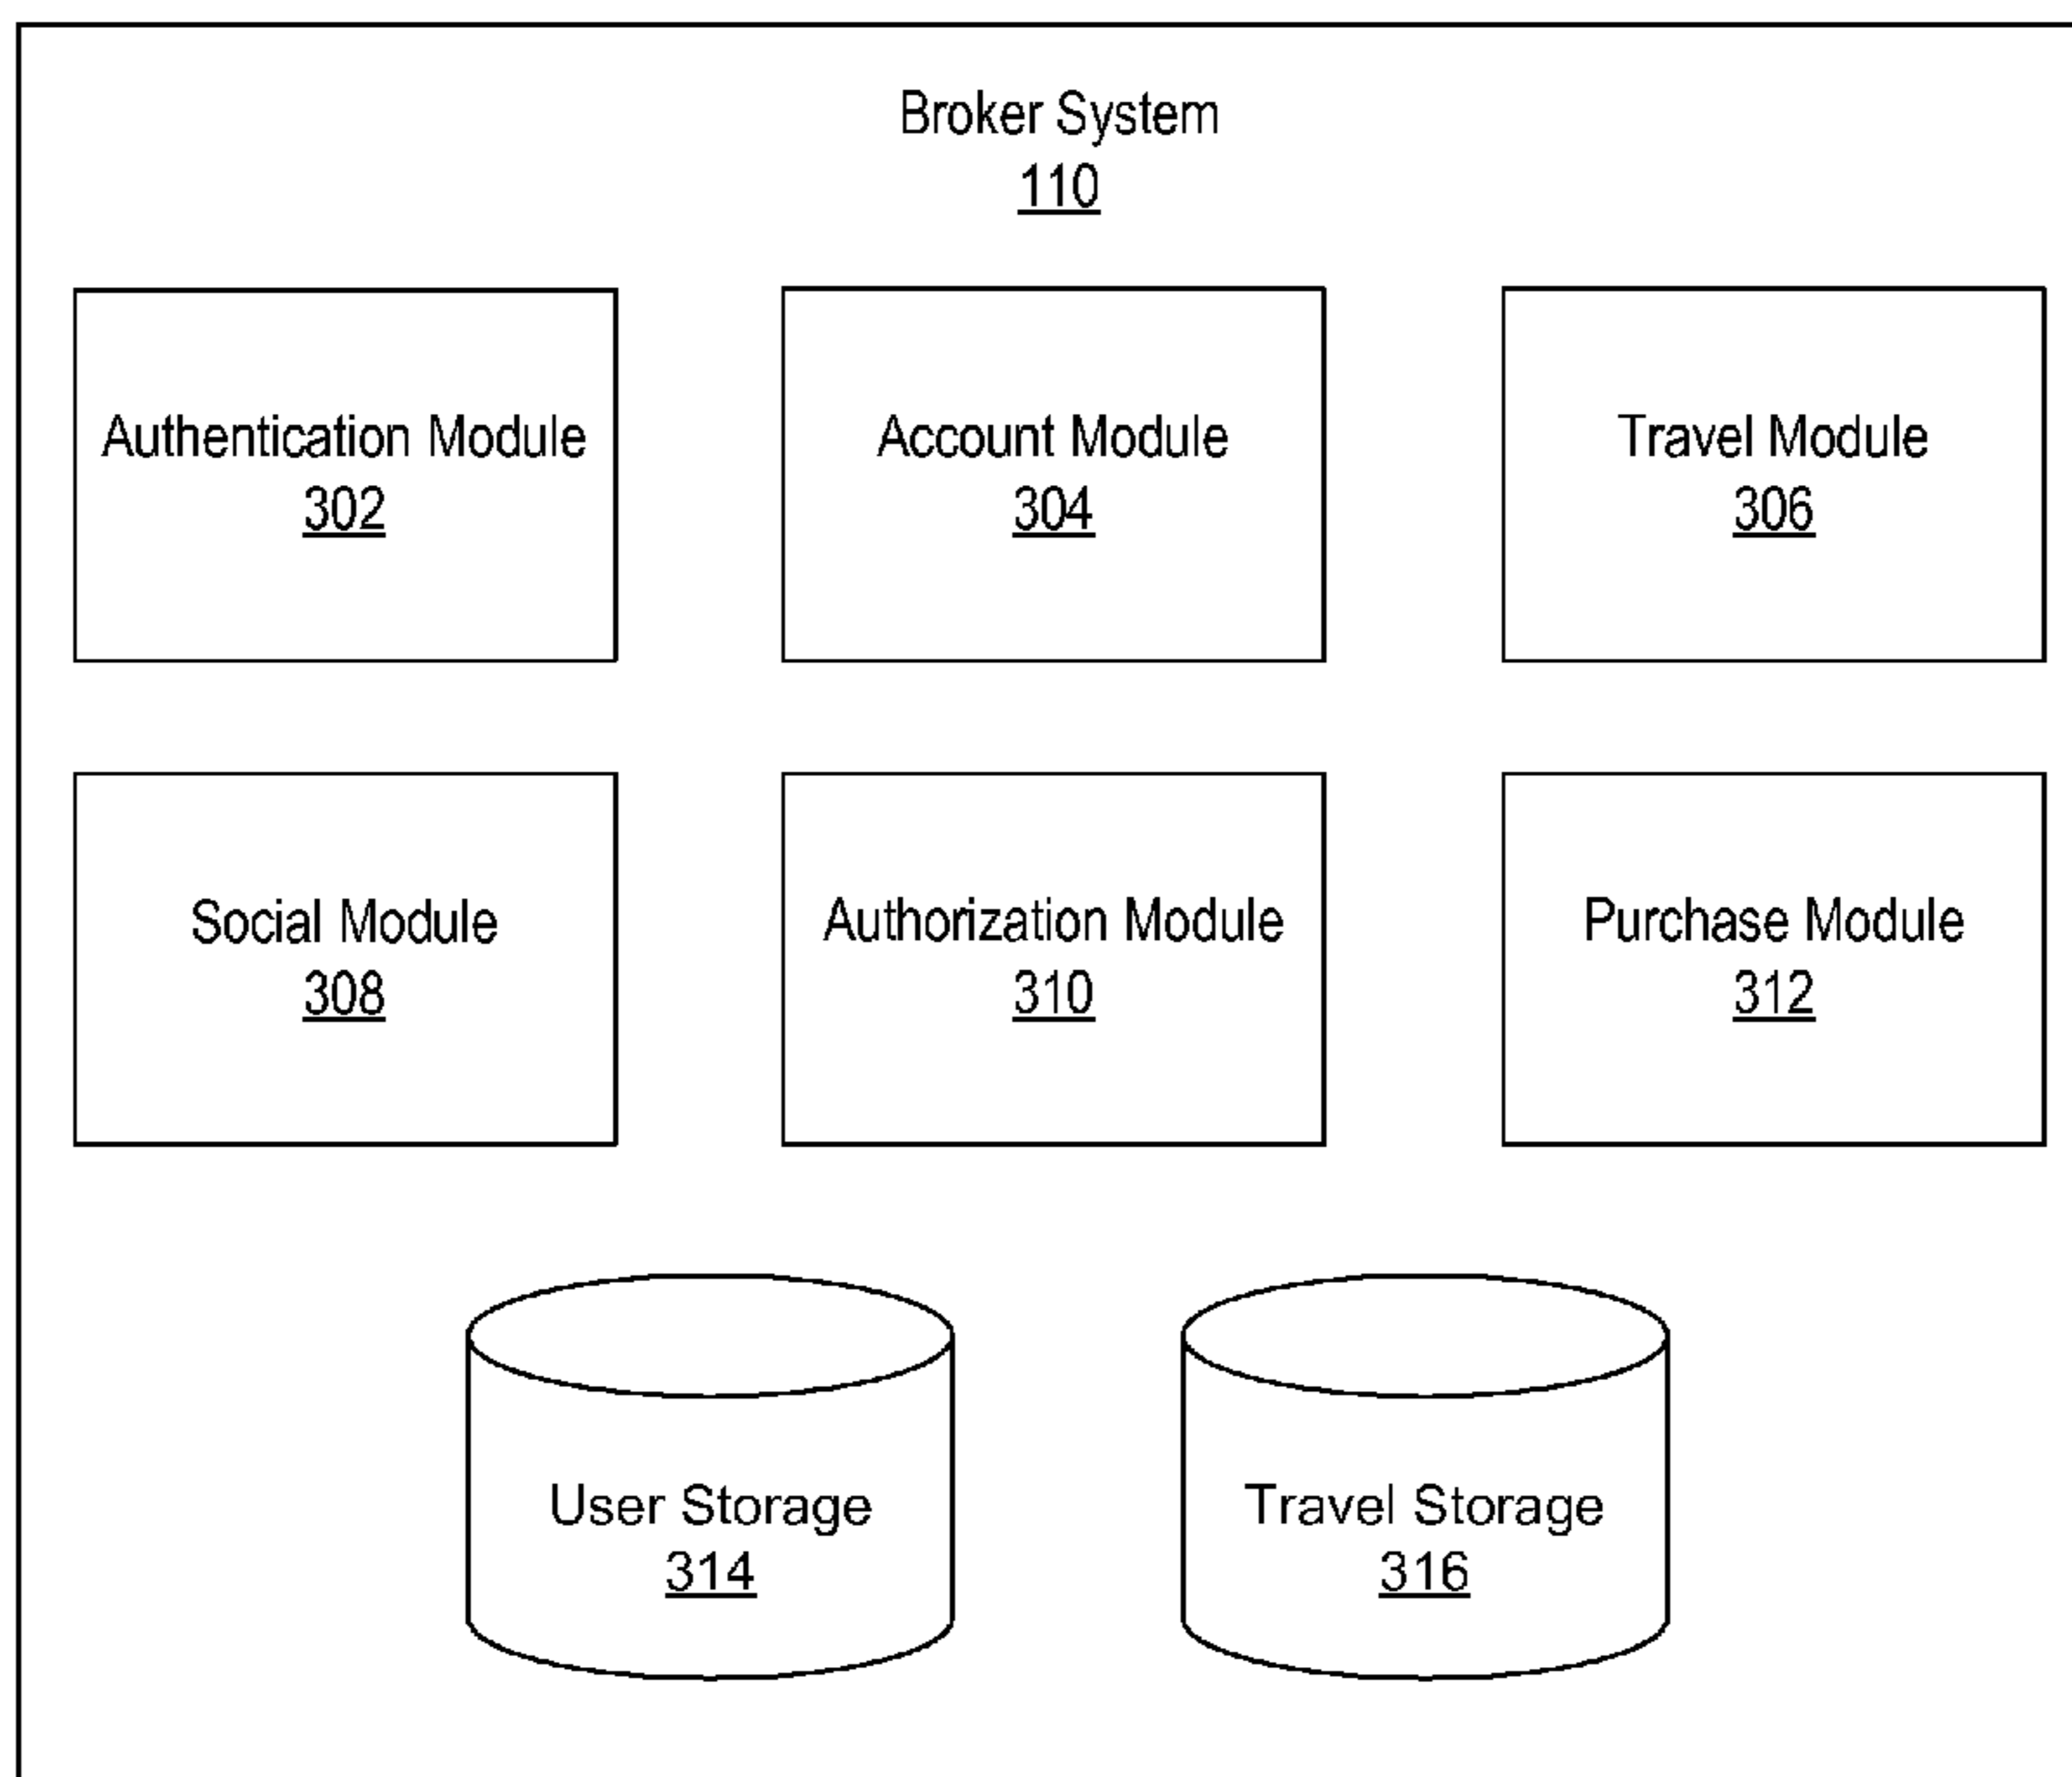 Broker System
110
Authentication Module
302
Account Module
304
Travel Module
306
Social Module
308
Authorization Module
310
Purchase Module
312
User Storage
314
Travel Storage
316